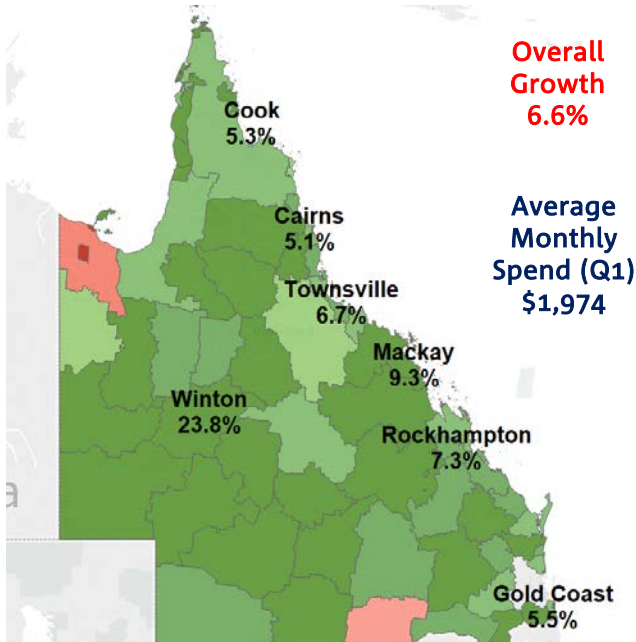 Overall
Growth
6.6%
Cook
5.3%
Average
Monthly
Spend (Q1)
$1,974
Cairns
5.1%
Townsville
6.7%
Mackay
9.3%
Winton
23.8%
Rockhampton
7.3%
a
Gold Coast
5.5%